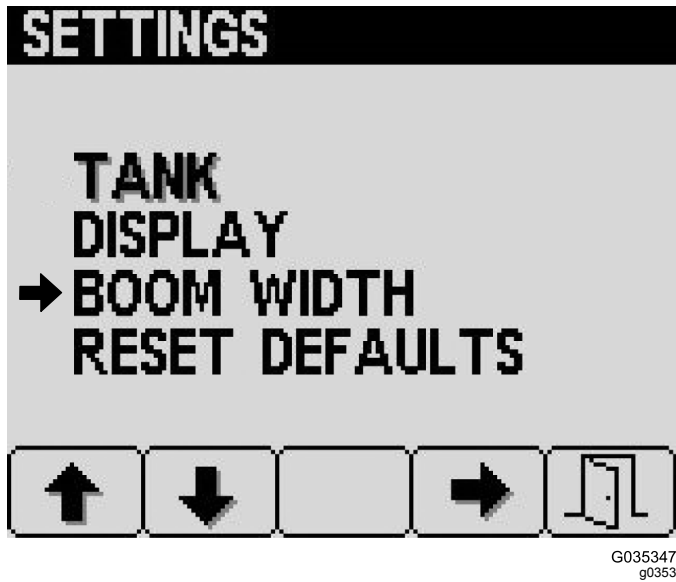 SETTINGS
TANK
DISPLAY
BOOM WIDTH
RESET DEFAULTS
G035347
g0353